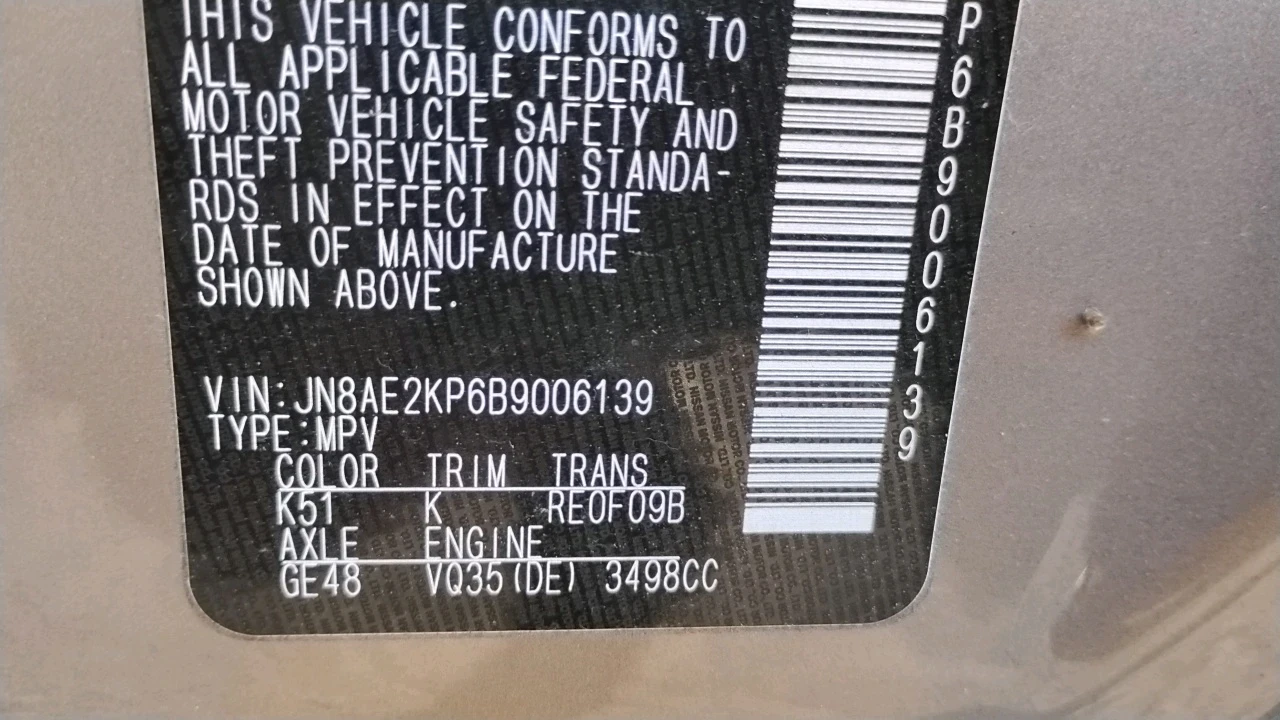 THIS VEHICLE CONFORMS TO
ALL APPLICABLE FEDERAL
MOTOR VEHICLE SAFETY AND
THEFT PREVENTION STANDA-
RDS IN EFFECT ON THE
DATE OF MANUFACTURE
SHOWN ABOVE.
VIN:JN8AE2KP6B9006139
TYPE:MPV
COLOR TRIM TRANS
K51 K RE0F09B
AXLE ENGINE
GE48 VQ35(DE) 3498CC
P6B9006139